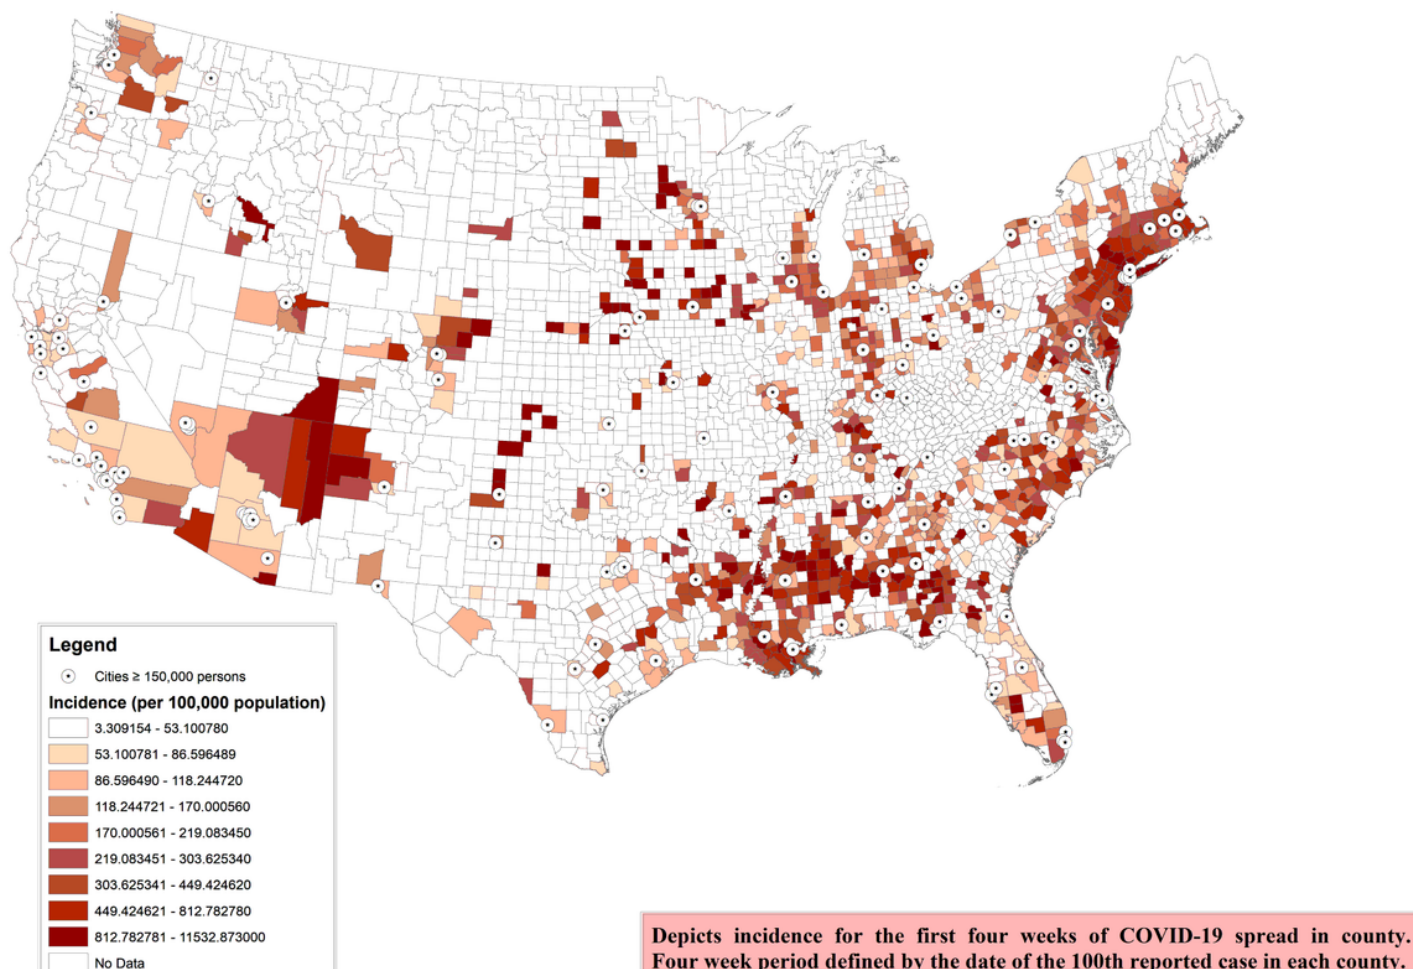 Legend
Cities ≥ 150,000 persons
Incidence (per 100,000 population)
3.309154 - 53.100780
53.100781 - 86.596489
86.596490 - 118.244720
118.244721 - 170.000560
170.000561 - 219.083450
219.083451 - 303.625340
303.625341 - 449.424620
449.424621 - 812.782780
812.782781 - 11532.873000
No Data
Depicts incidence for the first four weeks of COVID-19 spread in county.
Four week period defined by the date of the 100th reported case in each county.